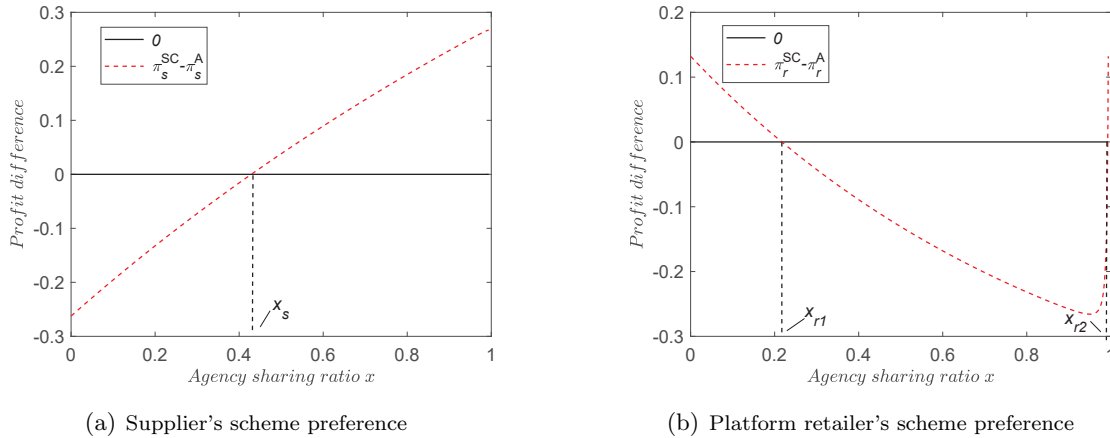 0.3
0.2
0.1
0
-0.1
-0.2
-0.3
Profit difference
0
π_s^SC-π_s^A
x_s
0 0.2 0.4 0.6 0.8 1
Agency sharing ratio x
(a) Supplier's scheme preference
0.2
0.1
0
-0.1
-0.2
-0.3
Profit difference
0
π_r^SC-π_r^A
x_r1
x_r2
0 0.2 0.4 0.6 0.8 1
Agency sharing ratio x
(b) Platform retailer's scheme preference